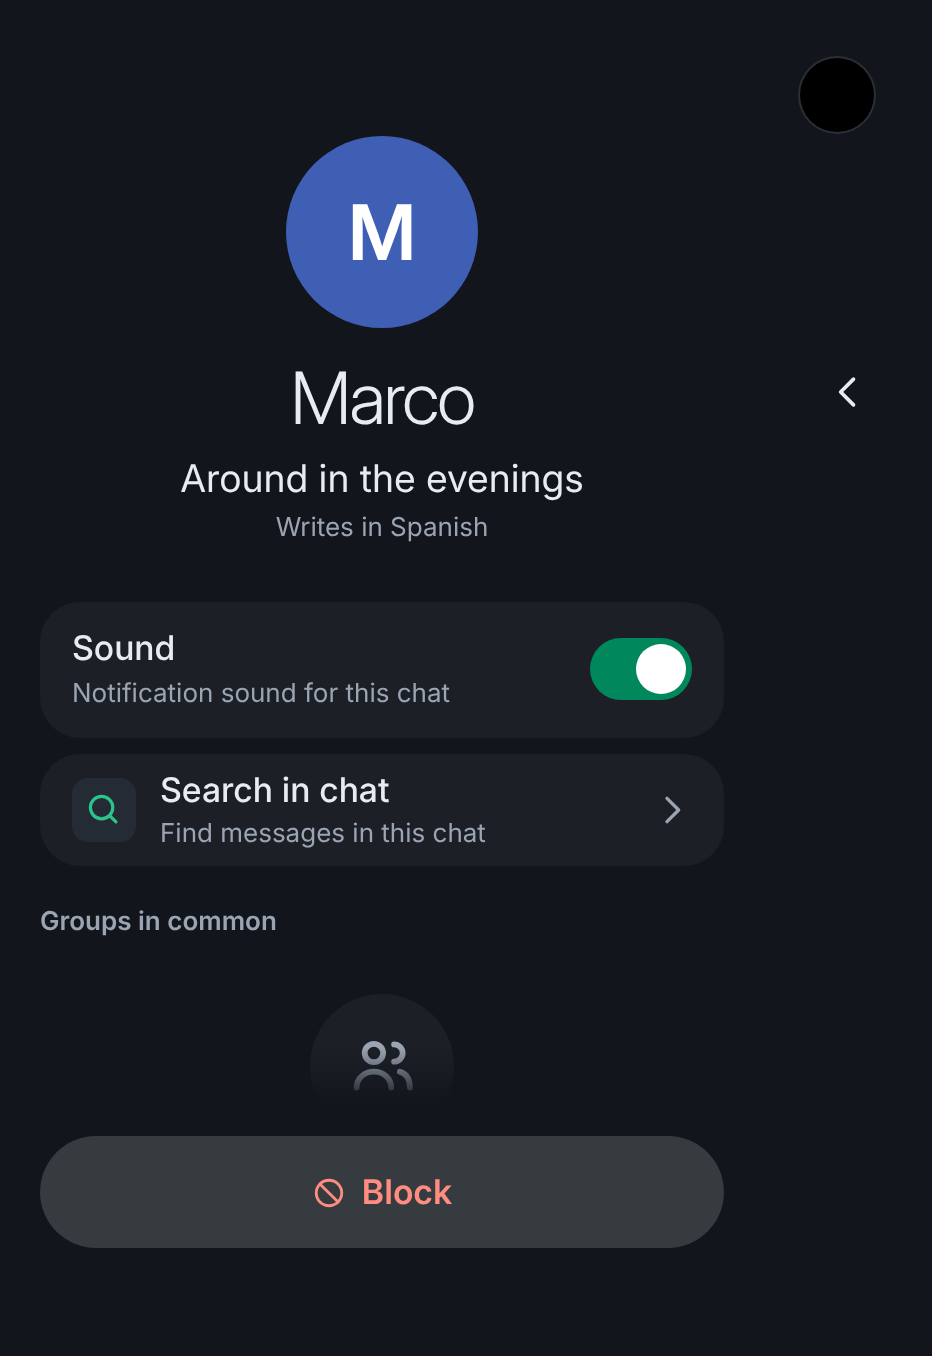 M
Marco
Around in the evenings
Writes in Spanish
Sound
Notification sound for this chat
Search in chat
Find messages in this chat
Groups in common
Block